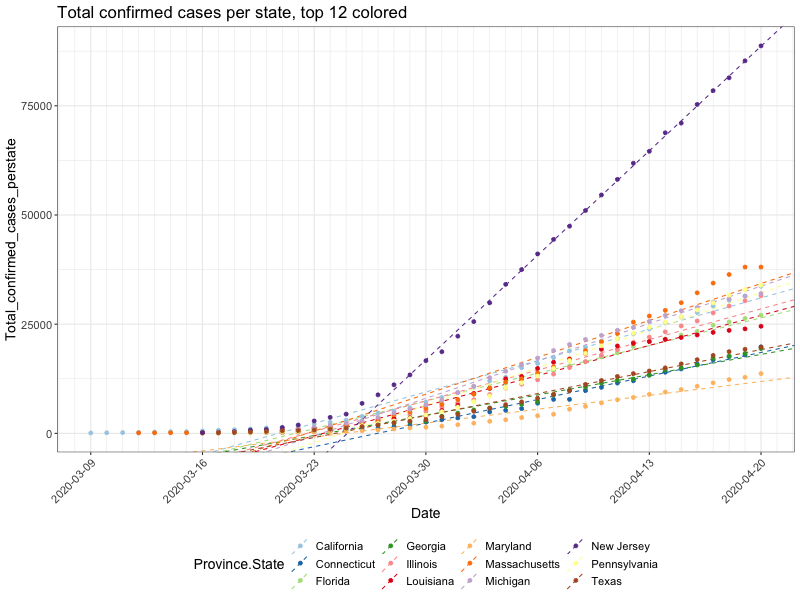 Total confirmed cases per state, top 12 colored
Total_confirmed_cases_perstate
75000
50000
25000
0
2020-03-09
2020-03-16
2020-03-23
2020-03-30
2020-04-06
2020-04-13
2020-04-20
Date
Province.State
California
Georgia
Maryland
New Jersey
Connecticut
Illinois
Massachusetts
Pennsylvania
Florida
Louisiana
Michigan
Texas